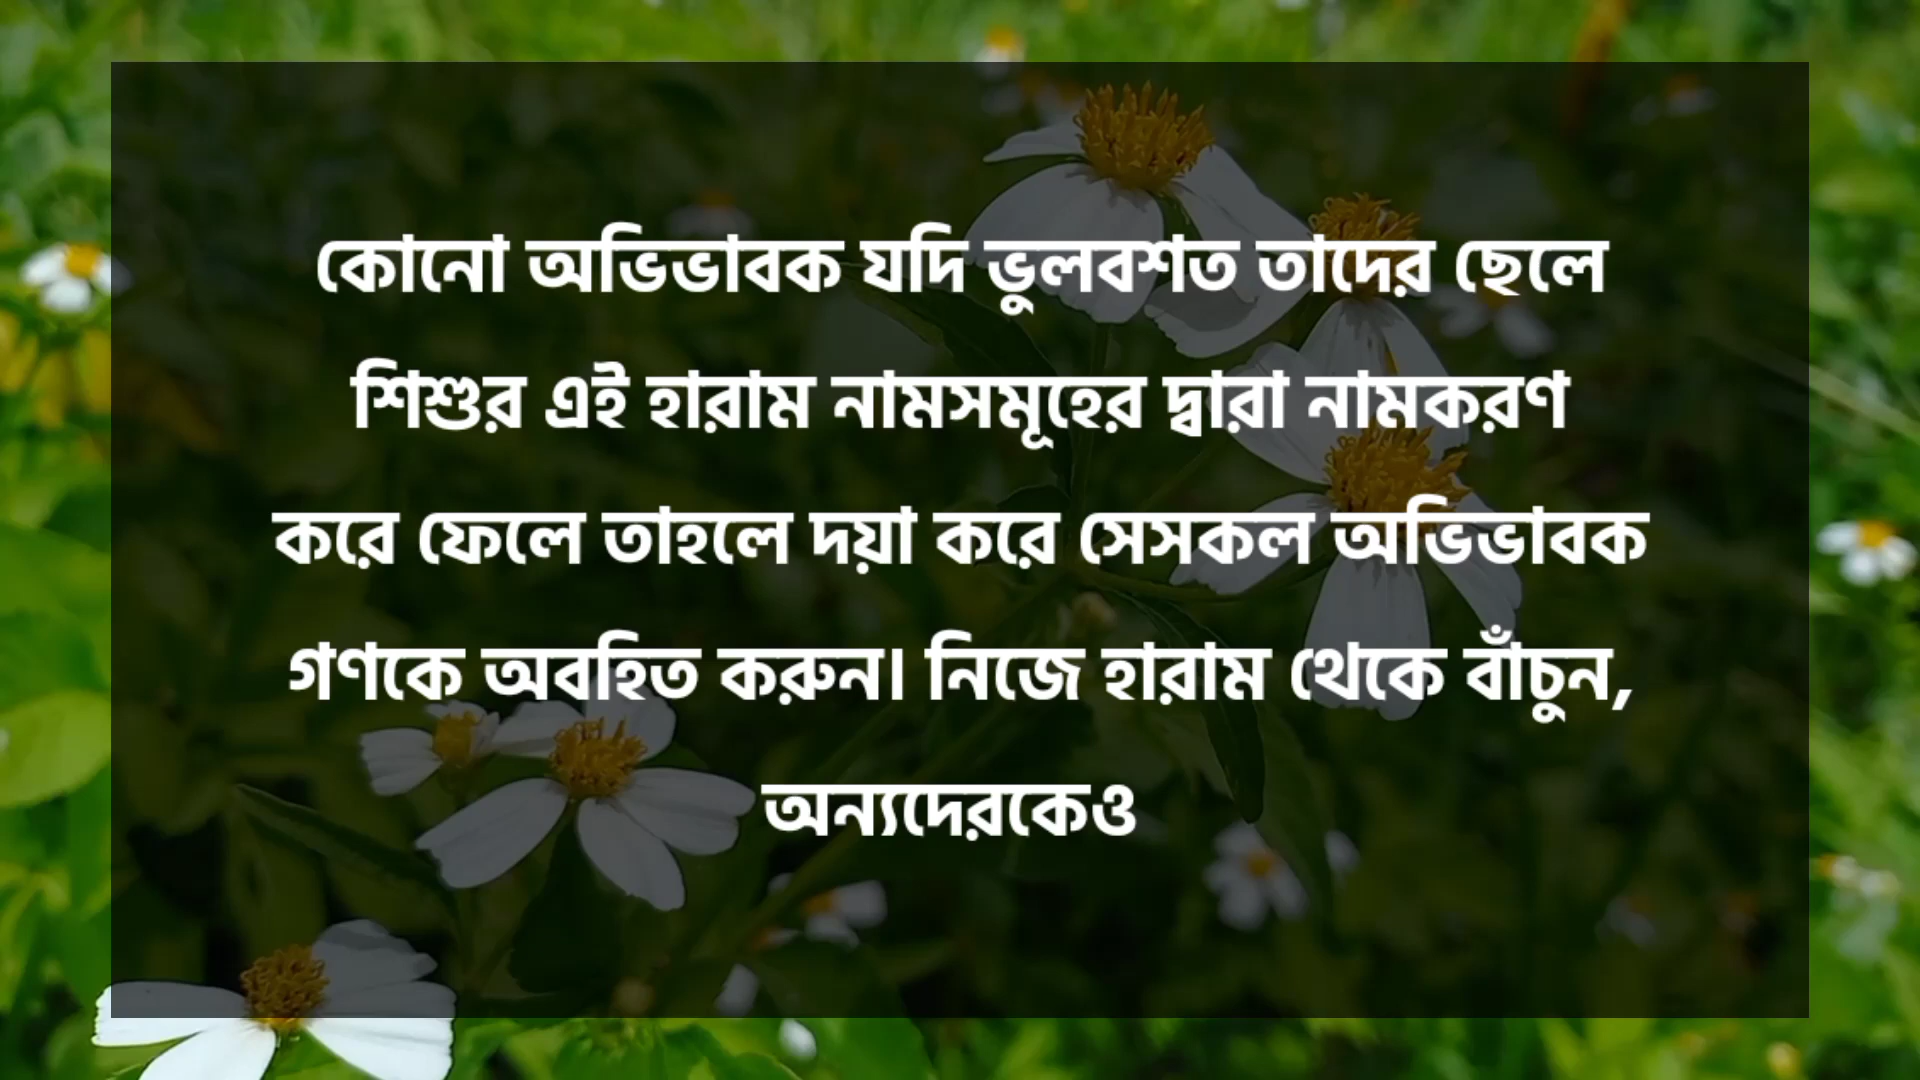 কোনো অভিভাবক যদি ভুলবশত তাদের ছেলে
শিশুর এই হারাম নামসমূহের দ্বারা নামকরণ
করে ফেলে তাহলে দয়া করে সেসকল অভিভাবক
গণকে অবহিত করুন। নিজে হারাম থেকে বাঁচুন,
অন্যদেরকেও